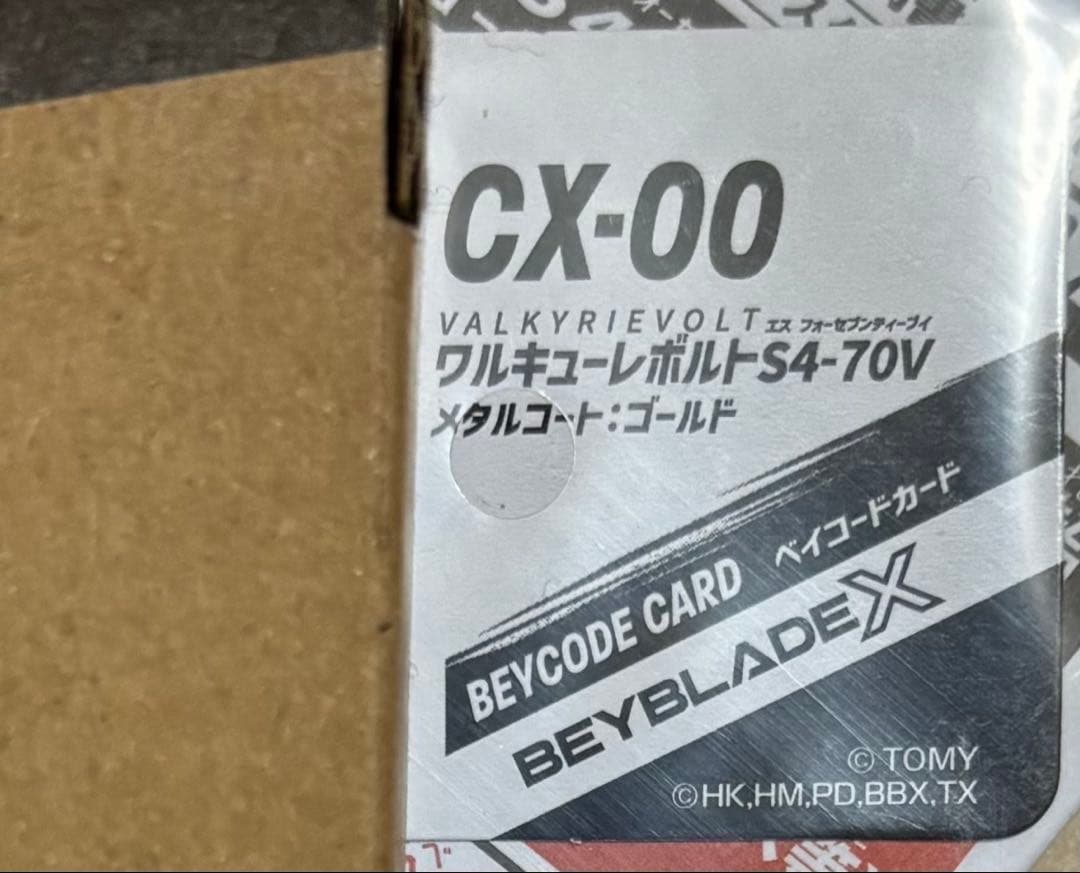 CX-00
VALKYRIEVOLT エス フォーセブンティーブイ
ワルキューレボルトS4-70V
メタルコート:ゴールド
BEYCODE CARD ベイコードカード
BEYBLADE X
© TOMY
©HK,HM,PD,BBX,TX